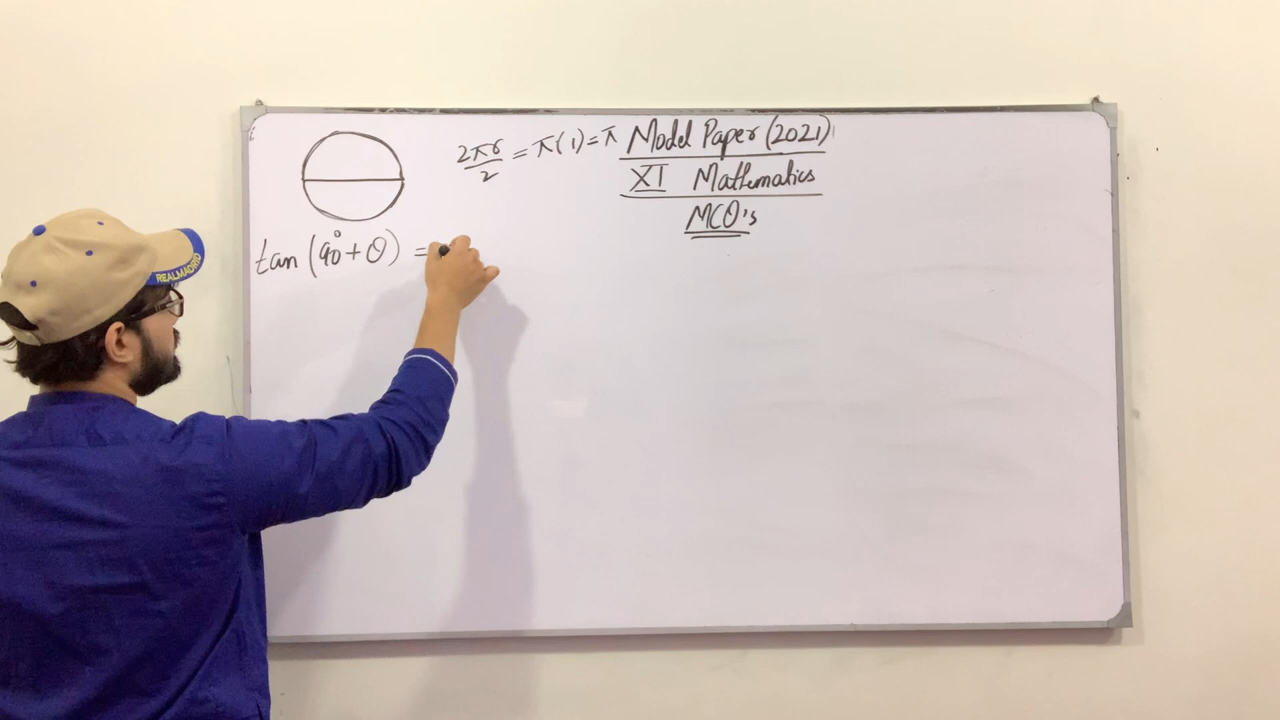 2πr/2 = π(1) = π
Model Paper (2021)
XI Mathematics
MCQ's
tan (90° + θ) =
REALMADRID